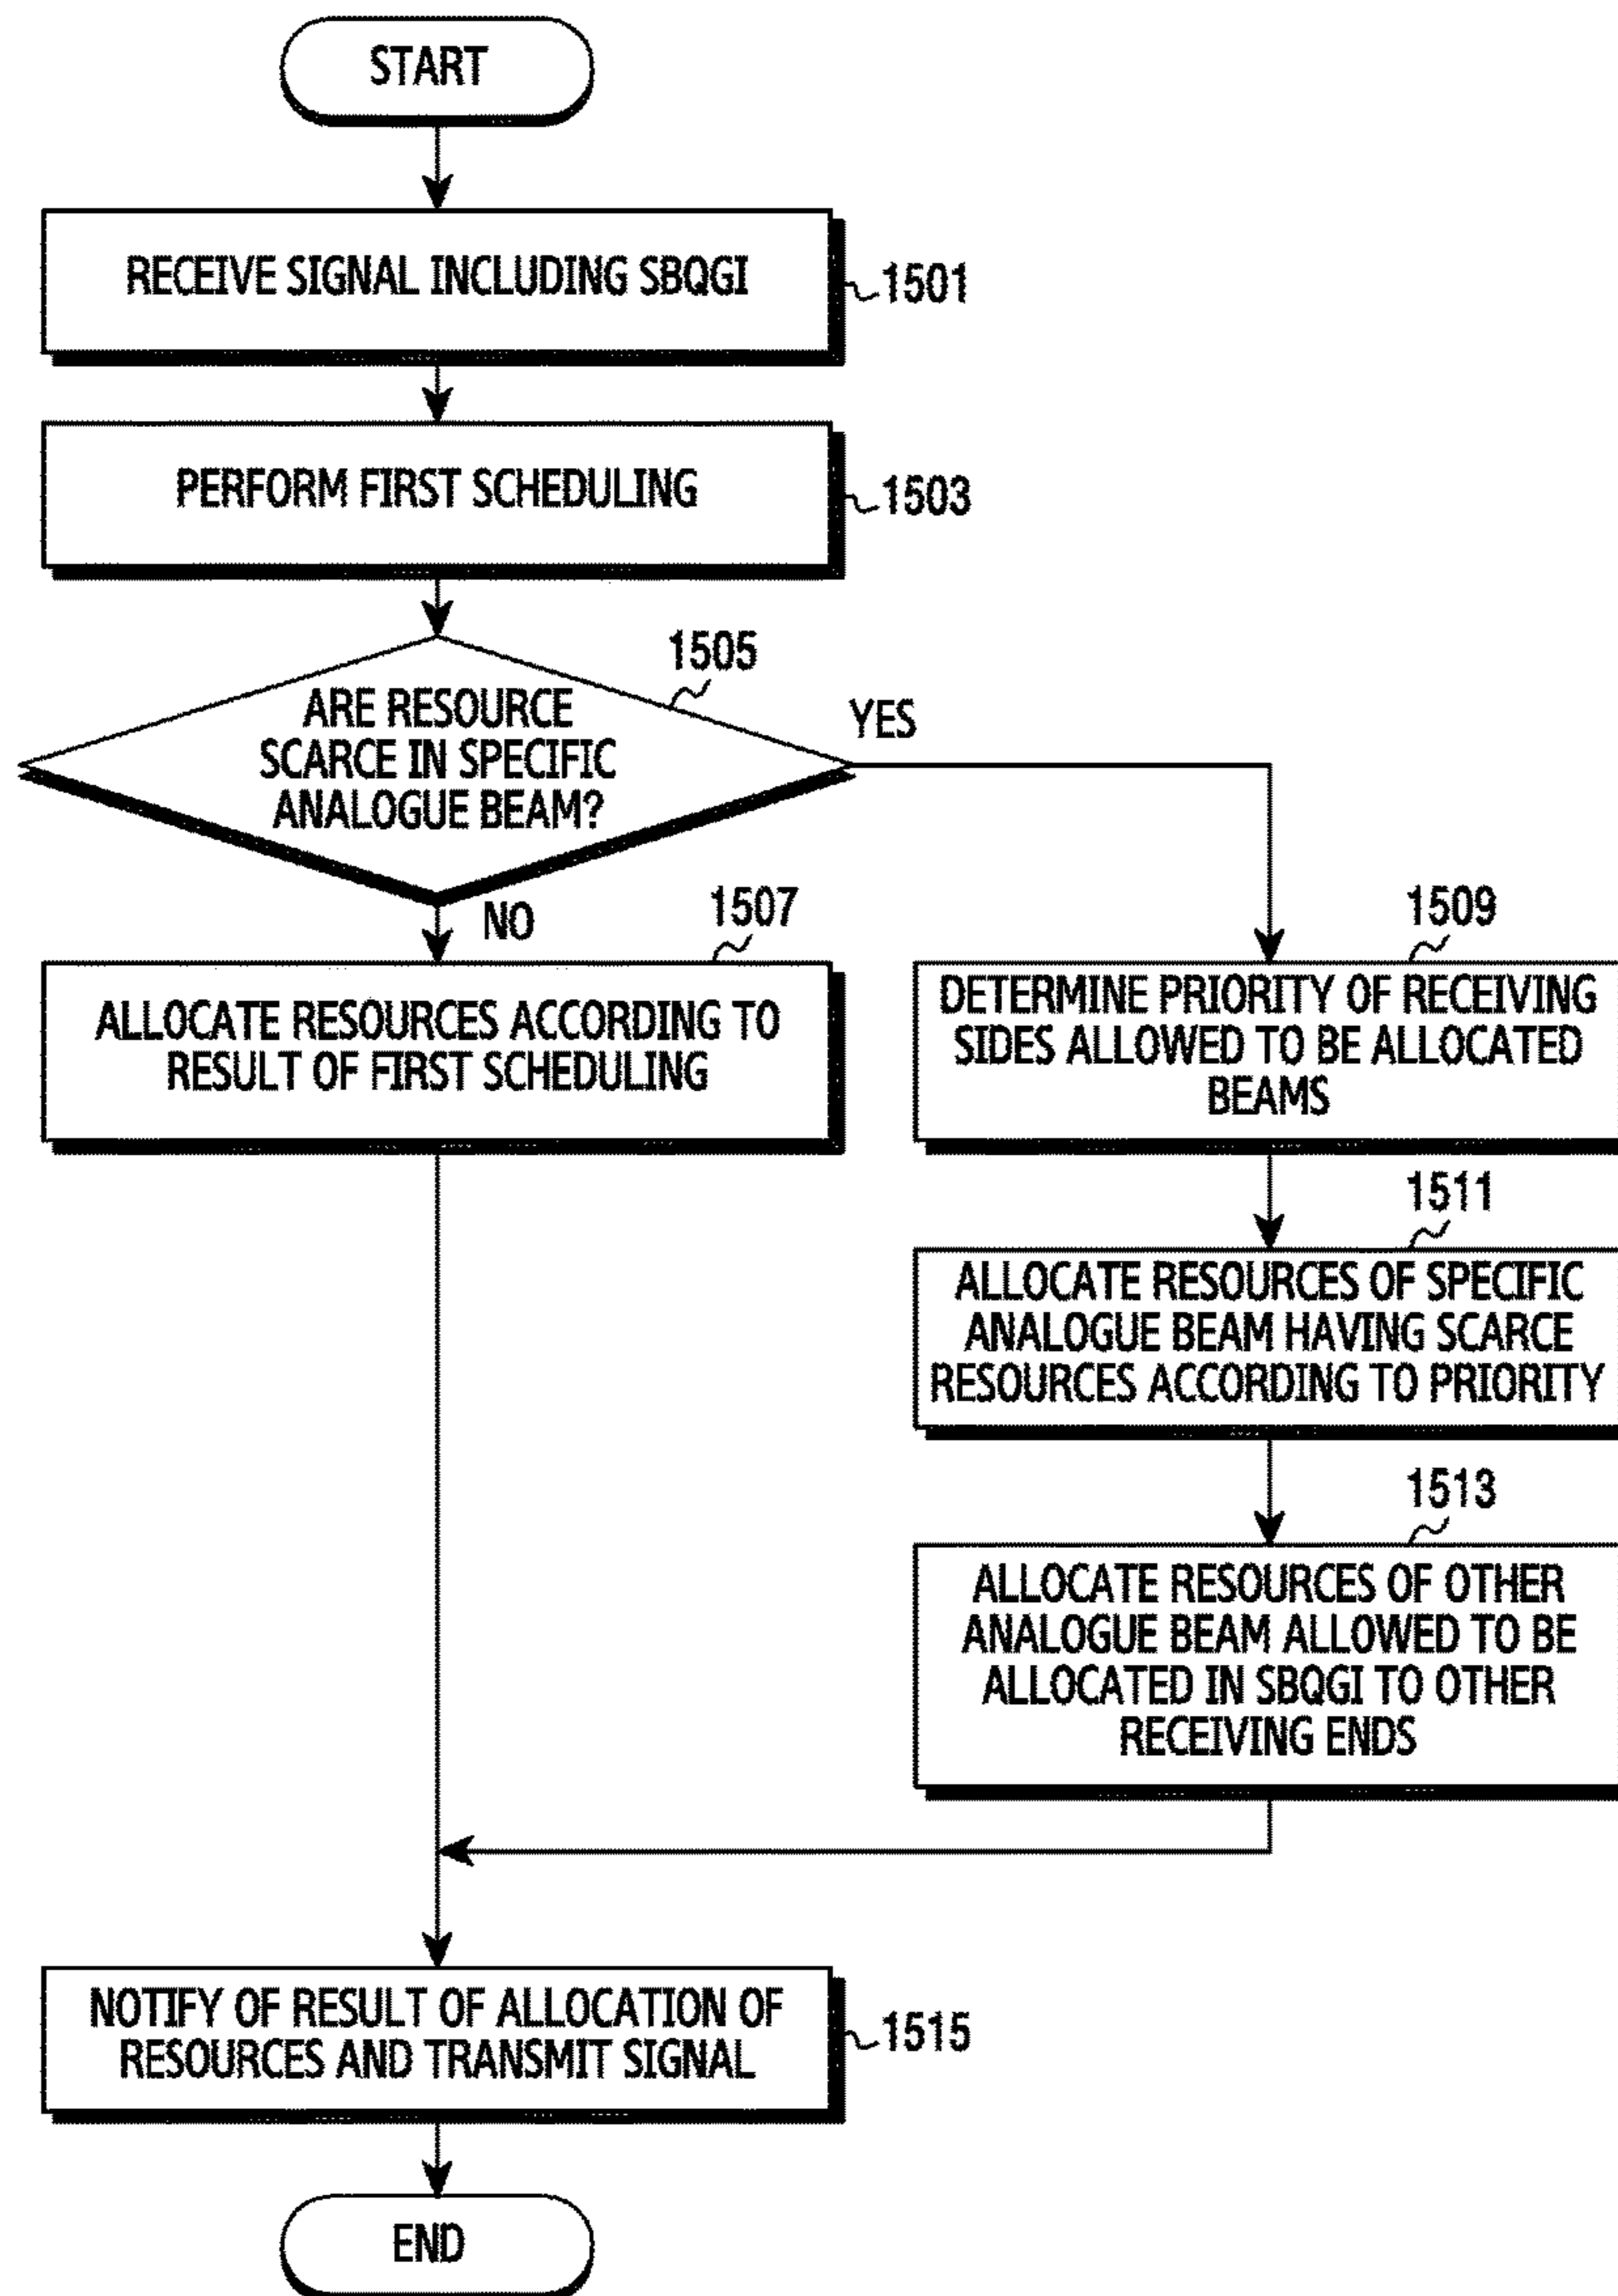 START
RECEIVE SIGNAL INCLUDING SBQGI
1501
PERFORM FIRST SCHEDULING
1503
1505
ARE RESOURCE
SCARCE IN SPECIFIC
ANALOGUE BEAM?
YES
NO
1507
ALLOCATE RESOURCES ACCORDING TO
RESULT OF FIRST SCHEDULING
1509
DETERMINE PRIORITY OF RECEIVING
SIDES ALLOWED TO BE ALLOCATED
BEAMS
1511
ALLOCATE RESOURCES OF SPECIFIC
ANALOGUE BEAM HAVING SCARCE
RESOURCES ACCORDING TO PRIORITY
1513
ALLOCATE RESOURCES OF OTHER
ANALOGUE BEAM ALLOWED TO BE
ALLOCATED IN SBQGI TO OTHER
RECEIVING ENDS
NOTIFY OF RESULT OF ALLOCATION OF
RESOURCES AND TRANSMIT SIGNAL
1515
END